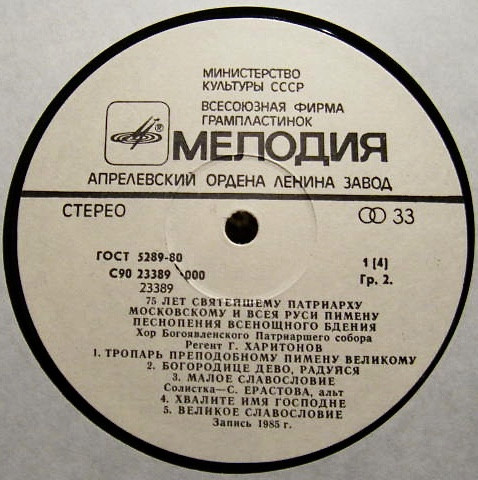 МИНИСТЕРСТВО
КУЛЬТУРЫ СССР
ВСЕСОЮЗНАЯ ФИРМА
ГРАМПЛАСТИНОК
МЕЛОДИЯ
АПРЕЛЕВСКИЙ ОРДЕНА ЛЕНИНА ЗАВОД
СТЕРЕО
33
ГОСТ 5289-80
С90 23389 000
23389
1 [4]
Гр. 2.
75 ЛЕТ СВЯТЕЙШЕМУ ПАТРИАРХУ
МОСКОВСКОМУ И ВСЕЯ РУСИ ПИМЕНУ
ПЕСНОПЕНИЯ ВСЕНОЩНОГО БДЕНИЯ
Хор Богоявленского Патриаршего собора
Регент Г. ХАРИТОНОВ
1. ТРОПАРЬ ПРЕПОДОБНОМУ ПИМЕНУ ВЕЛИКОМУ
2. БОГОРОДИЦЕ ДЕВО, РАДУЙСЯ
3. МАЛОЕ СЛАВОСЛОВИЕ
Солистка—С. ЕРАСТОВА, альт
4. ХВАЛИТЕ ИМЯ ГОСПОДНЕ
5. ВЕЛИКОЕ СЛАВОСЛОВИЕ
Запись 1985 г.